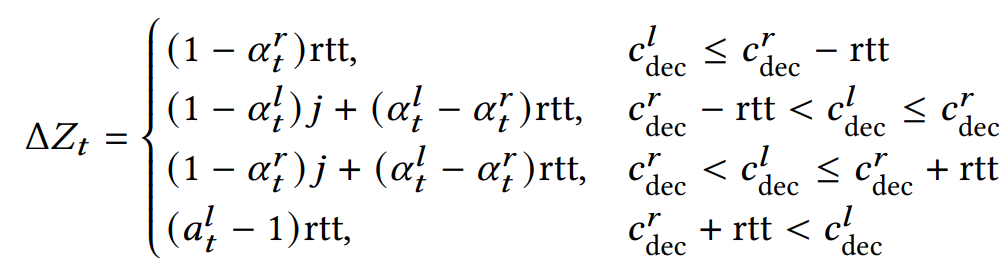 (1 − α_t^r)rtt, c_dec^l ≤ c_dec^r − rtt
(1 − α_t^l)j + (α_t^l − α_t^r)rtt, c_dec^r − rtt < c_dec^l ≤ c_dec^r
ΔZ_t = {
(1 − α_t^r)j + (α_t^l − α_t^r)rtt, c_dec^r < c_dec^l ≤ c_dec^r + rtt
(a_t^l − 1)rtt, c_dec^r + rtt < c_dec^l